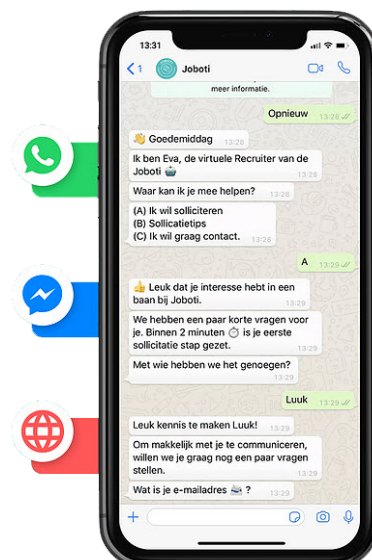 13:31
1
Joboti
meer informatie.
Opnieuw 13:28
👋 Goedemiddag 13:28
Ik ben Eva, de virtuele Recruiter van de
Joboti 🤖 13:28
Waar kan ik je mee helpen?
(A) Ik wil solliciteren
(B) Sollicatietips
(C) Ik wil graag contact. 13:28
A 13:29
👍 Leuk dat je interesse hebt in een
baan bij Joboti. 13:29
We hebben een paar korte vragen voor
je. Binnen 2 minuten ⏱ is je eerste
sollicitatie stap gezet. 13:29
Met wie hebben we het genoegen?
13:29
Luuk 13:29
Leuk kennis te maken Luuk! 13:29
Om makkelijk met je te communiceren,
willen we je graag nog een paar vragen
stellen. 13:29
Wat is je e-mailadres 📨 ? 13:29